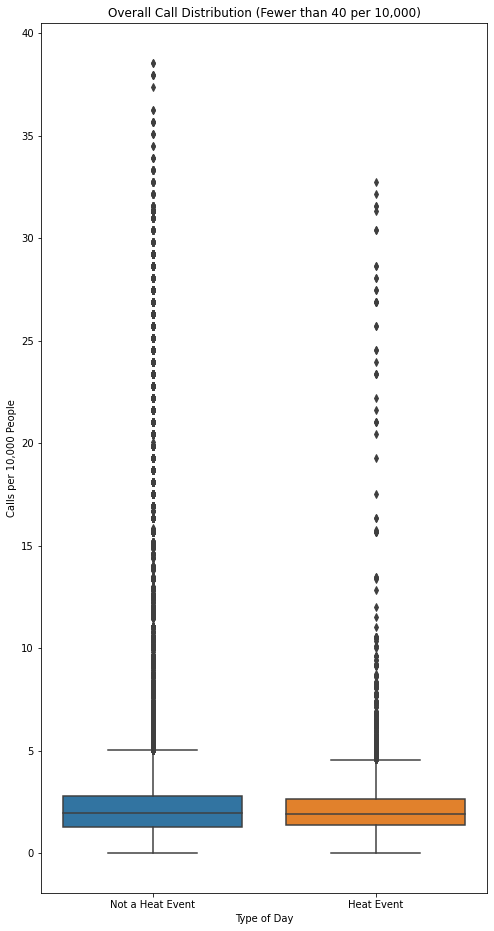 Overall Call Distribution (Fewer than 40 per 10,000)
40
35
30
25
20
15
10
5
0
Calls per 10,000 People
Not a Heat Event
Heat Event
Type of Day